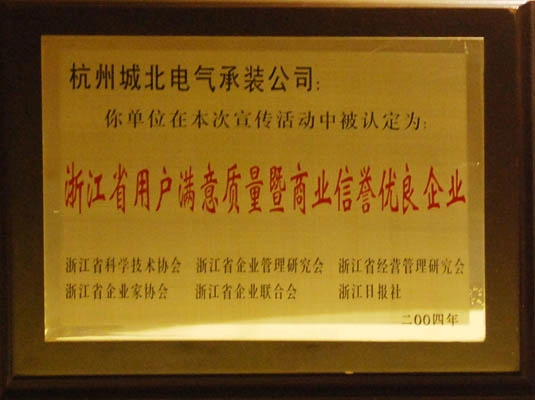 杭州城北电气承装公司:
你单位在本次宣传活动中被认定为:
浙江省用户满意质量暨商业信誉优良企业
浙江省科学技术协会 浙江省企业管理研究会 浙江省经营管理研究会
浙江省企业家协会 浙江省企业联合会 浙江日报社
二00四年